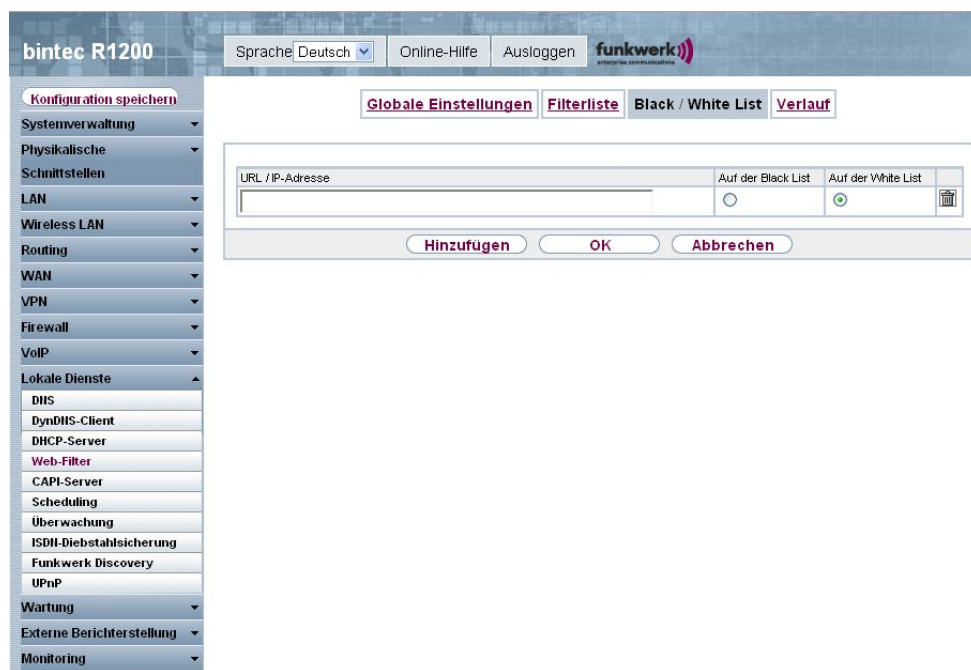 bintec R1200
Sprache Deutsch Online-Hilfe Ausloggen funkwerk
enterprise communications
Konfiguration speichern
Systemverwaltung
Physikalische
Schnittstellen
LAN
Wireless LAN
Routing
WAN
VPN
Firewall
VoIP
Lokale Dienste
DNS
DynDNS-Client
DHCP-Server
Web-Filter
CAPI-Server
Scheduling
Überwachung
ISDN-Diebstahlsicherung
Funkwerk Discovery
UPnP
Wartung
Externe Berichterstellung
Monitoring
Globale Einstellungen Filterliste Black / White List Verlauf
URL / IP-Adresse Auf der Black List Auf der White List
Hinzufügen OK Abbrechen